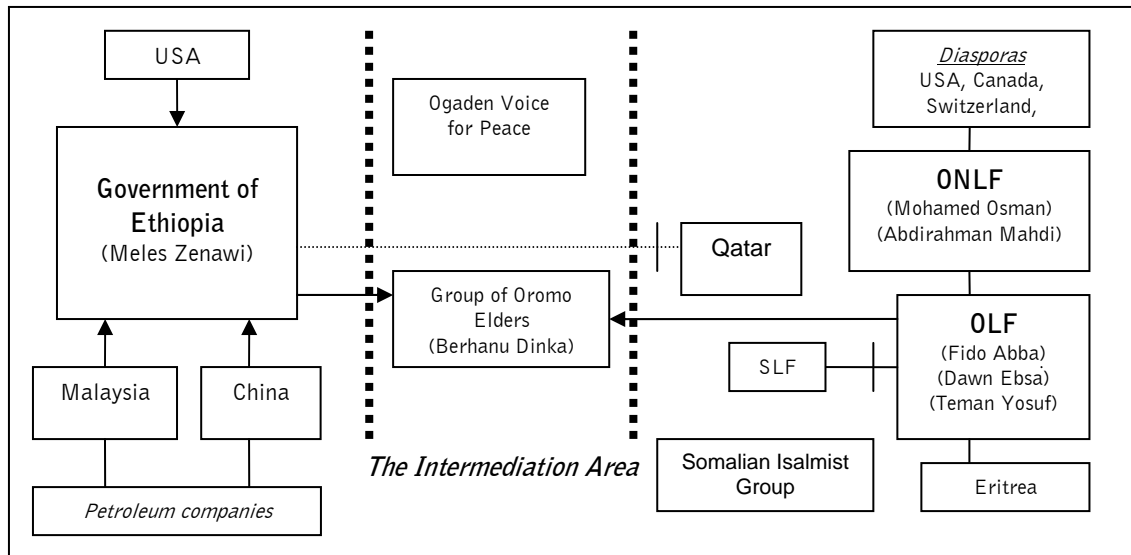 USA
Government of
Ethiopia
(Meles Zenawi)
Malaysia
China
Petroleum companies
Ogaden Voice
for Peace
Group of Oromo
Elders
(Berhanu Dinka)
The Intermediation Area
Qatar
SLF
Somalian Isalmist
Group
Diasporas
USA, Canada,
Switzerland,
ONLF
(Mohamed Osman)
(Abdirahman Mahdi)
OLF
(Fido Abba)
(Dawn Ebsa)
(Teman Yosuf)
Eritrea